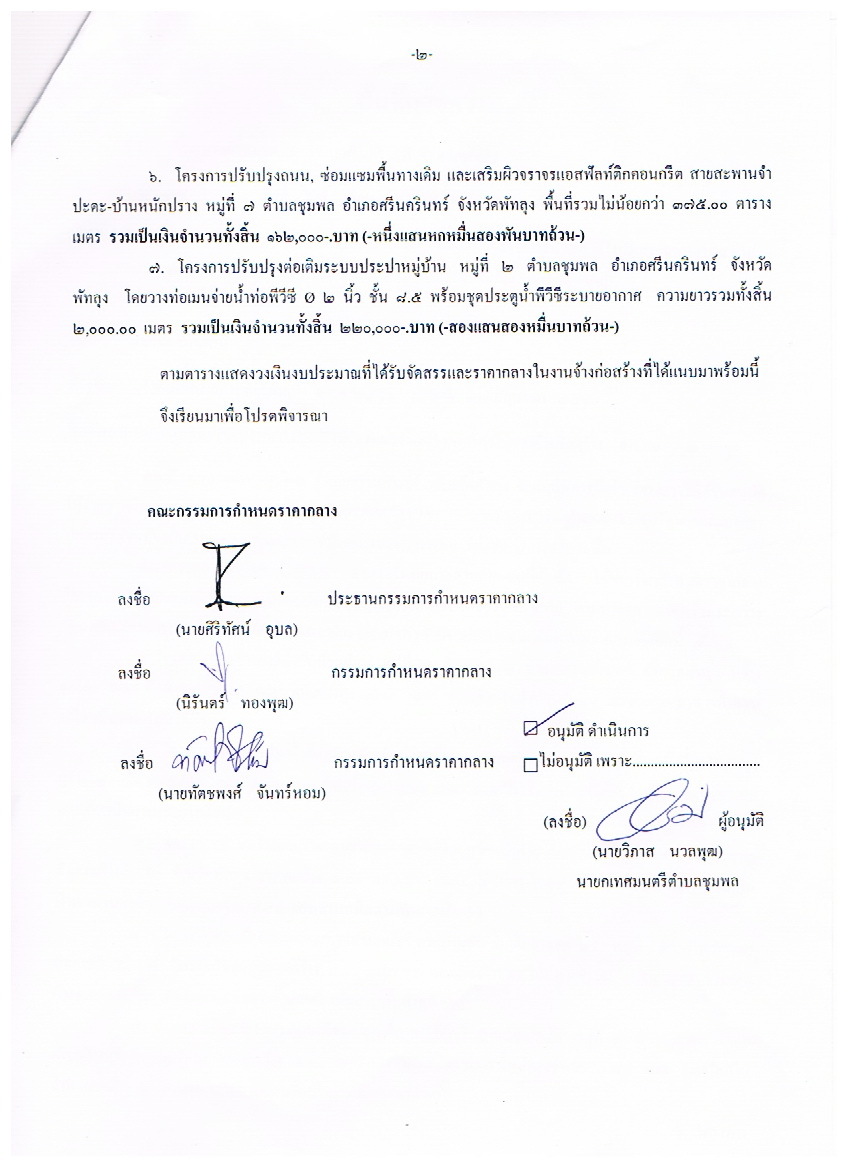 -๒-
๖. โครงการปรับปรุงถนน, ซ่อมแซมพื้นทางเดิม และเสริมผิวจราจรแอสฟัลท์ติกคอนกรีต สายสะพานจำ
ปะตะ-บ้านหนักปราง หมู่ที่ ๗ ตำบลชุมพล อำเภอศรีนครินทร์ จังหวัดพัทลุง พื้นที่รวมไม่น้อยกว่า ๓๗๕.๐๐ ตาราง
เมตร รวมเป็นเงินจำนวนทั้งสิ้น ๑๖๒,๐๐๐-.บาท (-หนึ่งแสนหกหมื่นสองพันบาทถ้วน-)
๗. โครงการปรับปรุงต่อเติมระบบประปาหมู่บ้าน หมู่ที่ ๒ ตำบลชุมพล อำเภอศรีนครินทร์ จังหวัด
พัทลุง โดยวางท่อเมนจ่ายน้ำท่อพีวีซี Ø ๒ นิ้ว ชั้น ๘.๕ พร้อมชุดประตูน้ำพีวีซีระบายอากาศ ความยาวรวมทั้งสิ้น
๒,๐๐๐.๐๐ เมตร รวมเป็นเงินจำนวนทั้งสิ้น ๒๒๐,๐๐๐-.บาท (-สองแสนสองหมื่นบาทถ้วน-)
ตามตารางแสดงวงเงินงบประมาณที่ได้รับจัดสรรและราคากลางในงานจ้างก่อสร้างที่ได้แนบมาพร้อมนี้
จึงเรียนมาเพื่อโปรดพิจารณา
คณะกรรมการกำหนดราคากลาง
ลงชื่อ ประธานกรรมการกำหนดราคากลาง
(นายศิริทัศน์ อุบล)
ลงชื่อ กรรมการกำหนดราคากลาง
(นิรันตร์ ทองพุฒ)
อนุมัติ ดำเนินการ
ลงชื่อ กรรมการกำหนดราคากลาง
ไม่อนุมัติ เพราะ..................................
(นายทัตชพงศ์ จันทร์หอม)
(ลงชื่อ) ผู้อนุมัติ
(นายวิภาส นวลพุฒ)
นายกเทศมนตรีตำบลชุมพล